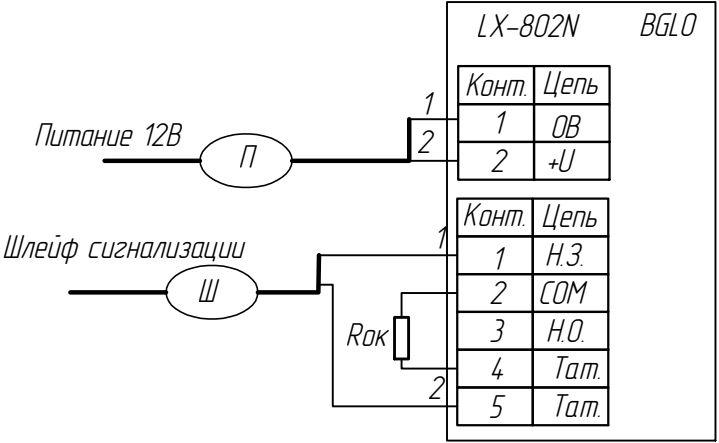 LX-802N BGLO
Конт. Цепь
1 1 0В
Питание 12В 2 2 +U
П
Конт. Цепь
Шлейф сигнализации 1 1 Н.З.
Ш 2 СОМ
Rок 3 Н.О.
4 Тат.
2 5 Тат.